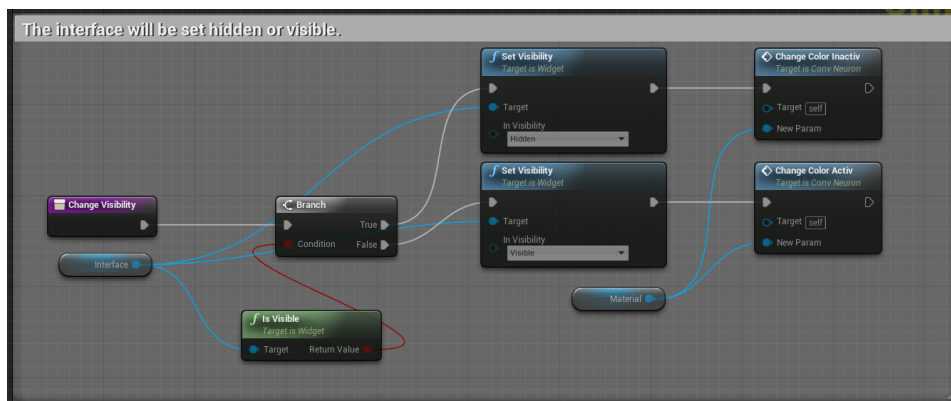 The interface will be set hidden or visible.
Set Visibility
Target is Widget
Target
In Visibility
Hidden
Change Color Inactiv
Target is Conv Neuron
Target self
New Param
Set Visibility
Target is Widget
Target
In Visibility
Visible
Change Color Activ
Target is Conv Neuron
Target self
New Param
Change Visibility
Branch
True
Condition False
Interface
Material
Is Visible
Target is Widget
Target Return Value